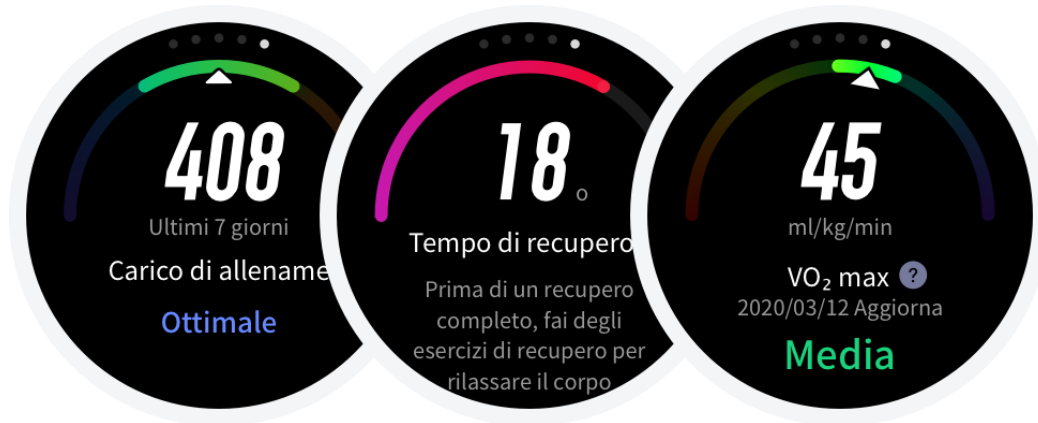 408
Ultimi 7 giorni
Carico di allename
Ottimale
18 o
Tempo di recupero
Prima di un recupero
completo, fai degli
esercizi di recupero per
rilassare il corpo
45
ml/kg/min
VO₂ max ?
2020/03/12 Aggiorna
Media